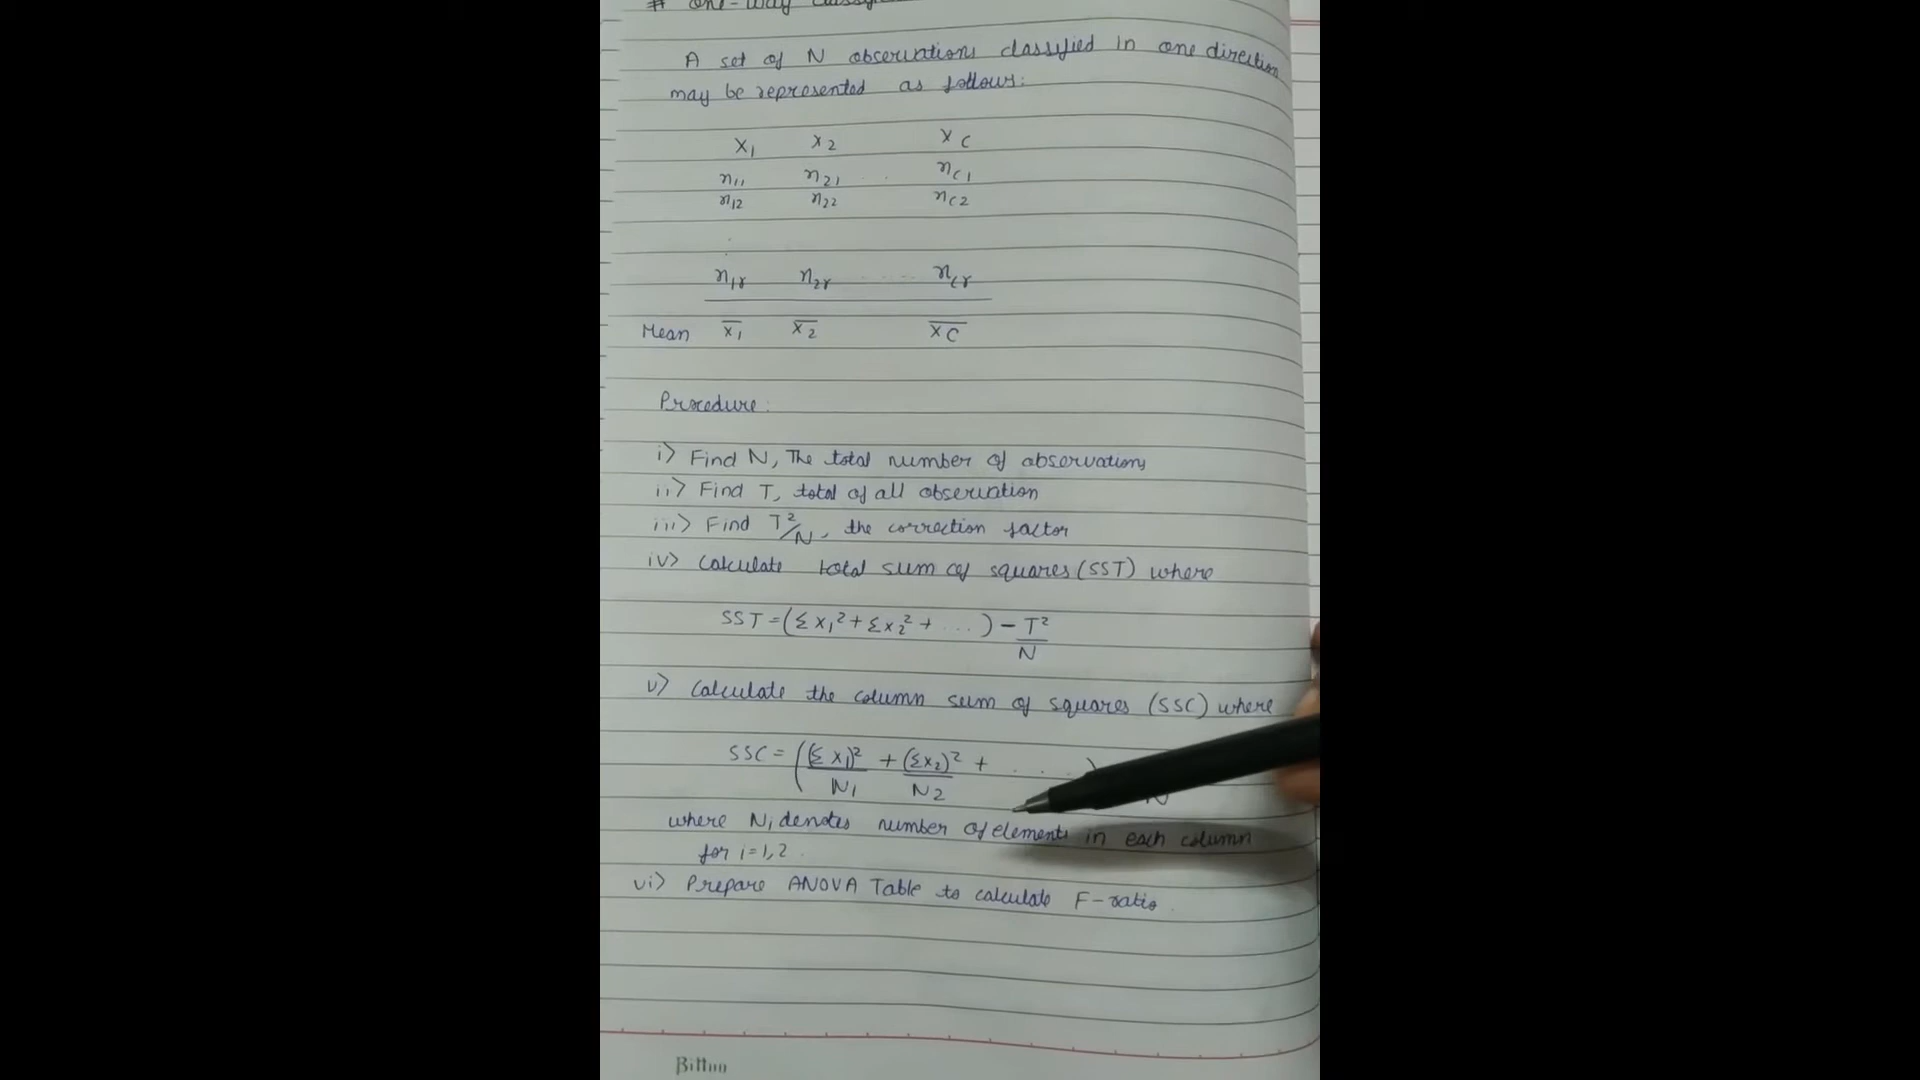 # One-way
A set of N observations classified in one direction
may be represented as follows:
X1 X2 XC
n11 n21 . . nC1
n12 n22 nC2
n1r n2r ..... nCr
Mean x̄1 x̄2 x̄C
Procedure:
i> Find N, The total number of observations
ii> Find T, total of all observation
iii> Find T²/N, the correction factor
iv> Calculate total sum of squares (SST) where
SST = (Σx1² + Σx2² + ....) - T²/N
v> Calculate the column sum of squares (SSC) where
SSC = ((Σx1)²/N1 + (Σx2)²/N2 + .... ) N
where Ni denotes number of elements in each column
for i=1,2.
vi> Prepare ANOVA Table to calculate F-ratio.
Bittoo